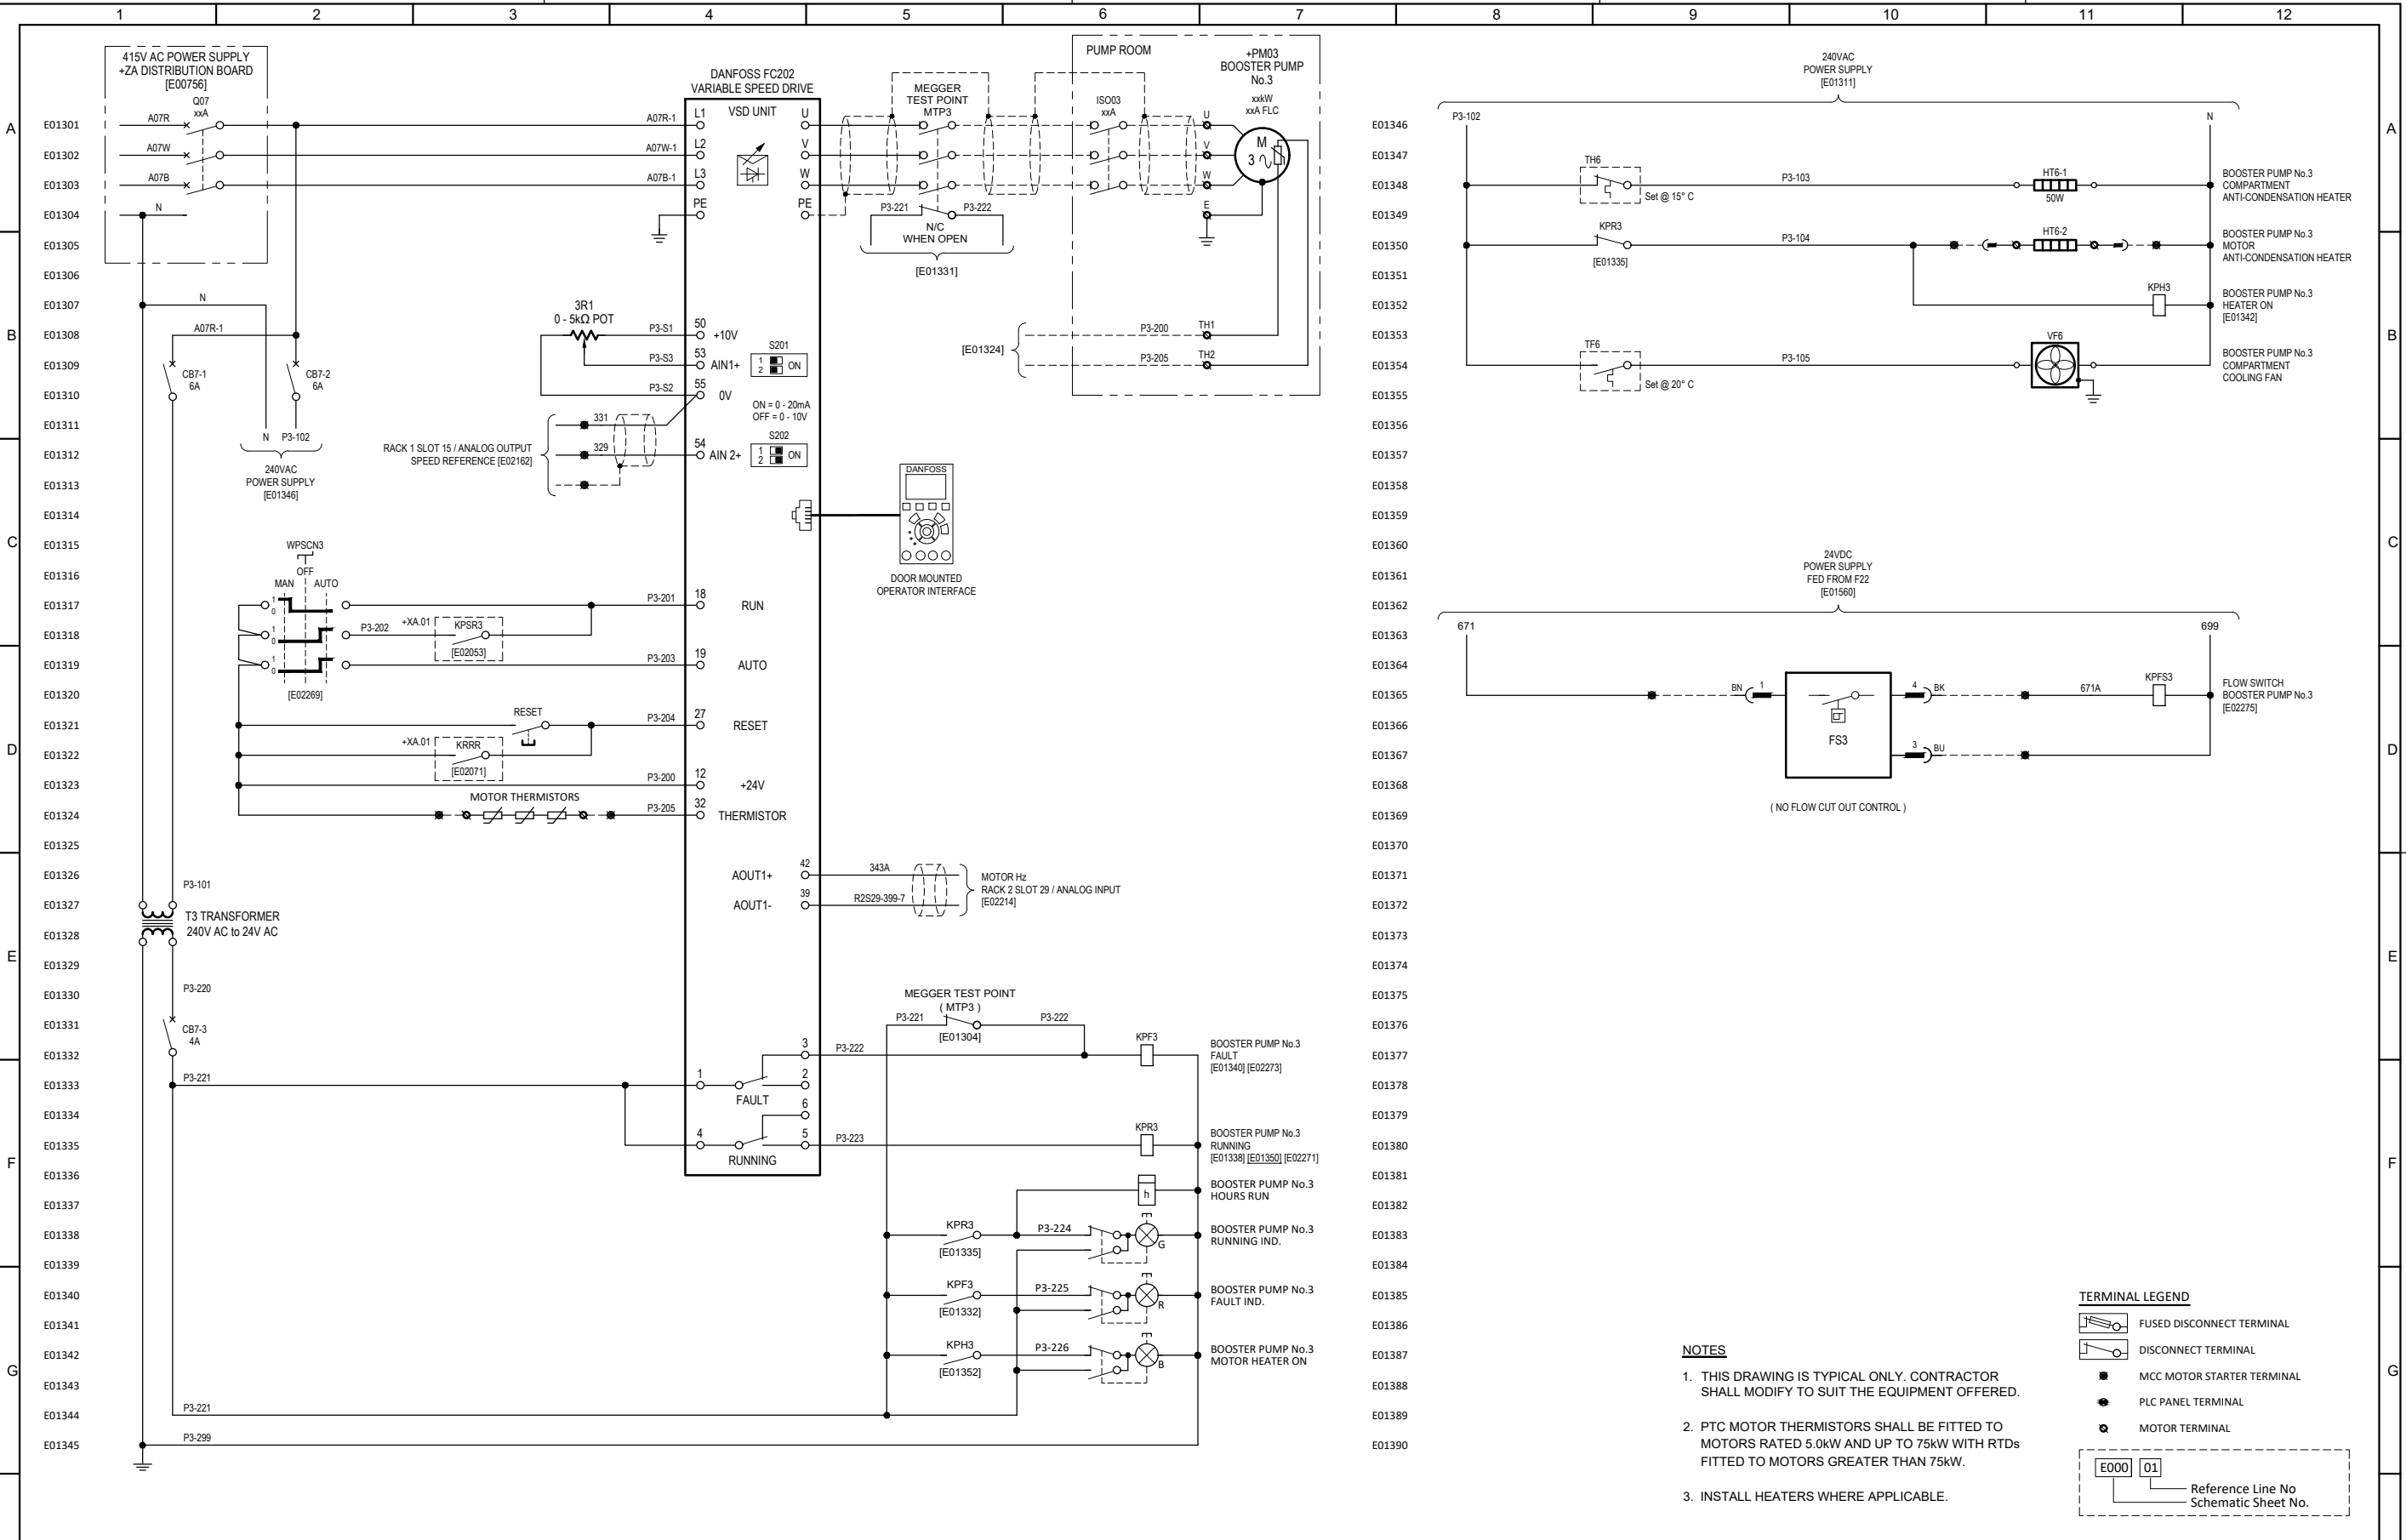 1 2 3 4 5 6 7 8 9 10 11 12
A
B
C
D
E
F
G
A
B
C
D
E
F
G
E01301
E01302
E01303
E01304
E01305
E01306
E01307
E01308
E01309
E01310
E01311
E01312
E01313
E01314
E01315
E01316
E01317
E01318
E01319
E01320
E01321
E01322
E01323
E01324
E01325
E01326
E01327
E01328
E01329
E01330
E01331
E01332
E01333
E01334
E01335
E01336
E01337
E01338
E01339
E01340
E01341
E01342
E01343
E01344
E01345
415V AC POWER SUPPLY
+ZA DISTRIBUTION BOARD
[E00756]
Q07
xxA
A07R
A07W
A07B
N
N
A07R-1
CB7-1
6A
CB7-2
6A
N P3-102
240VAC
POWER SUPPLY
[E01346]
A07R-1
A07W-1
A07B-1
DANFOSS FC202
VARIABLE SPEED DRIVE
VSD UNIT
L1
L2
L3
PE
U
V
W
PE
MEGGER
TEST POINT
MTP3
P3-221 P3-222
N/C
WHEN OPEN
[E01331]
PUMP ROOM
ISO03
xxA
+PM03
BOOSTER PUMP
No.3
xxkW
xxA FLC
U
V
W
E
M
3
[E01324]
P3-200 TH1
P3-205 TH2
3R1
0 - 5kΩ POT
P3-S1 50 +10V
P3-S3 53 AIN1+
P3-S2 55 0V
S201
1
2
ON
ON = 0 - 20mA
OFF = 0 - 10V
S202
1
2
ON
331
329
54 AIN 2+
RACK 1 SLOT 15 / ANALOG OUTPUT
SPEED REFERENCE [E02162]
DANFOSS
DOOR MOUNTED
OPERATOR INTERFACE
WPSCN3
OFF
MAN AUTO
1
0
1
0
1
0
[E02269]
P3-201 18 RUN
P3-202
+XA.01
KPSR3
[E02053]
P3-203 19 AUTO
RESET
P3-204 27 RESET
+XA.01
KRRR
[E02071]
P3-200 12 +24V
MOTOR THERMISTORS
P3-205 32 THERMISTOR
AOUT1+ 42 343A
AOUT1- 39 R2S29-399-7
MOTOR Hz
RACK 2 SLOT 29 / ANALOG INPUT
[E02214]
P3-101
T3 TRANSFORMER
240V AC to 24V AC
P3-220
CB7-3
4A
P3-221
1
3
2
FAULT
6
4
5
RUNNING
MEGGER TEST POINT
( MTP3 )
P3-221 P3-222
[E01304]
P3-222
KPF3
BOOSTER PUMP No.3
FAULT
[E01340] [E02273]
P3-223
KPR3
BOOSTER PUMP No.3
RUNNING
[E01338] [E01350] [E02271]
h
BOOSTER PUMP No.3
HOURS RUN
KPR3
[E01335]
P3-224
G
BOOSTER PUMP No.3
RUNNING IND.
KPF3
[E01332]
P3-225
R
BOOSTER PUMP No.3
FAULT IND.
KPH3
[E01352]
P3-226
B
BOOSTER PUMP No.3
MOTOR HEATER ON
P3-221
P3-299
E01346
E01347
E01348
E01349
E01350
E01351
E01352
E01353
E01354
E01355
E01356
E01357
E01358
E01359
E01360
E01361
E01362
E01363
E01364
E01365
E01366
E01367
E01368
E01369
E01370
E01371
E01372
E01373
E01374
E01375
E01376
E01377
E01378
E01379
E01380
E01381
E01382
E01383
E01384
E01385
E01386
E01387
E01388
E01389
E01390
240VAC
POWER SUPPLY
[E01311]
P3-102 N
TH6
Set @ 15° C
P3-103
HT6-1
50W
BOOSTER PUMP No.3
COMPARTMENT
ANTI-CONDENSATION HEATER
KPR3
[E01335]
P3-104
HT6-2
BOOSTER PUMP No.3
MOTOR
ANTI-CONDENSATION HEATER
KPH3
BOOSTER PUMP No.3
HEATER ON
[E01342]
TF6
Set @ 20° C
P3-105
VF6
BOOSTER PUMP No.3
COMPARTMENT
COOLING FAN
24VDC
POWER SUPPLY
FED FROM F22
[E01560]
671 699
BN 1
FS3
4 BK
3 BU
671A
KPFS3
FLOW SWITCH
BOOSTER PUMP No.3
[E02275]
( NO FLOW CUT OUT CONTROL )
NOTES
1. THIS DRAWING IS TYPICAL ONLY. CONTRACTOR
SHALL MODIFY TO SUIT THE EQUIPMENT OFFERED.
2. PTC MOTOR THERMISTORS SHALL BE FITTED TO
MOTORS RATED 5.0kW AND UP TO 75kW WITH RTDs
FITTED TO MOTORS GREATER THAN 75kW.
3. INSTALL HEATERS WHERE APPLICABLE.
TERMINAL LEGEND
FUSED DISCONNECT TERMINAL
DISCONNECT TERMINAL
MCC MOTOR STARTER TERMINAL
PLC PANEL TERMINAL
MOTOR TERMINAL
E000 01
Reference Line No
Schematic Sheet No.